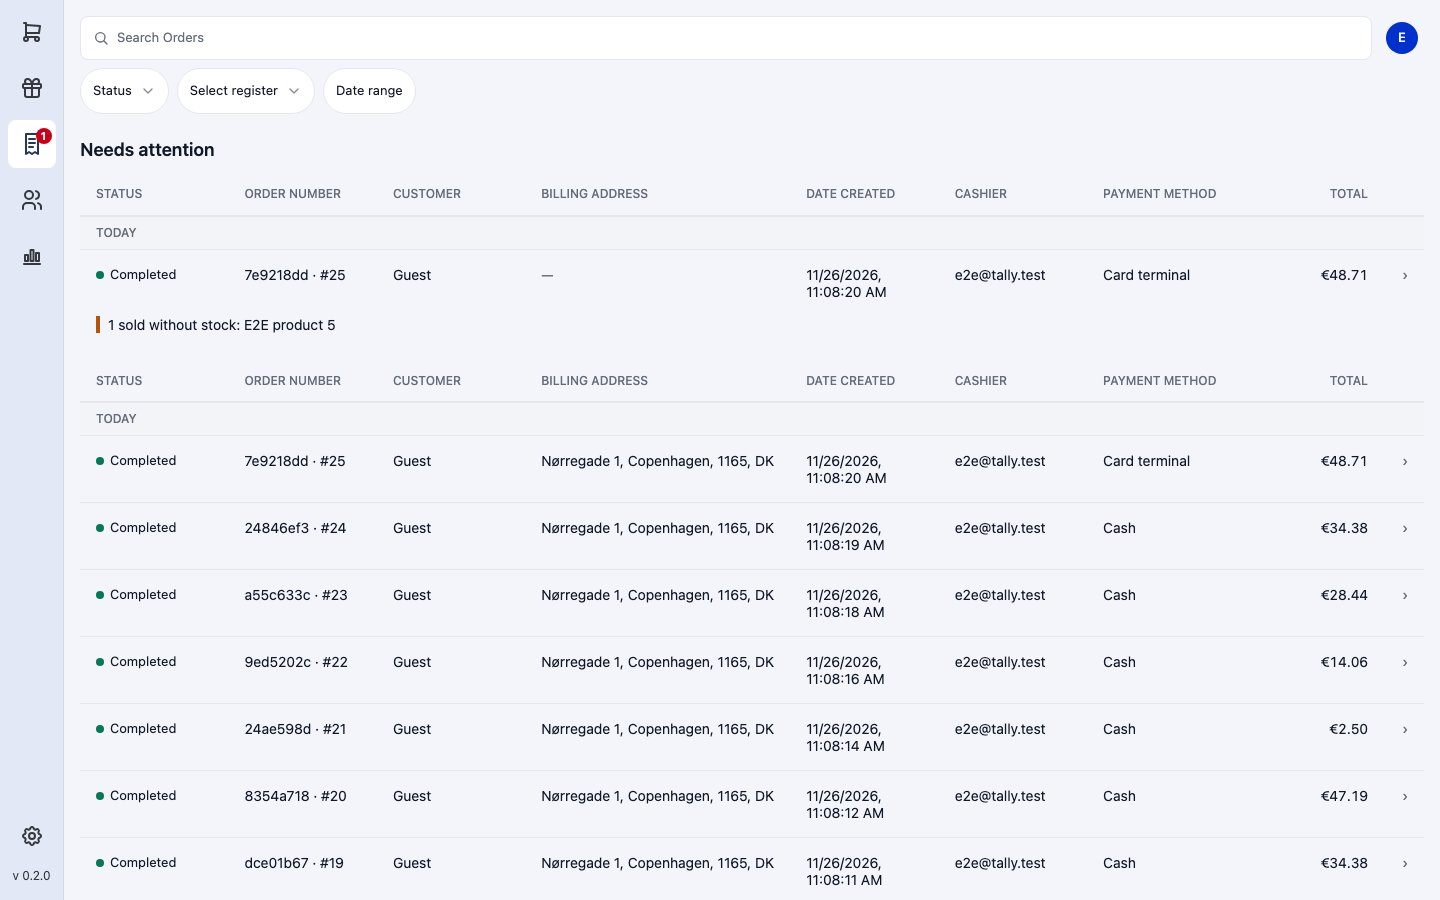 Search Orders
E
Status
Select register
Date range
1
Needs attention
STATUS ORDER NUMBER CUSTOMER BILLING ADDRESS DATE CREATED CASHIER PAYMENT METHOD TOTAL
TODAY
Completed 7e9218dd · #25 Guest — 11/26/2026, 11:08:20 AM e2e@tally.test Card terminal €48.71 ›
1 sold without stock: E2E product 5
STATUS ORDER NUMBER CUSTOMER BILLING ADDRESS DATE CREATED CASHIER PAYMENT METHOD TOTAL
TODAY
Completed 7e9218dd · #25 Guest Nørregade 1, Copenhagen, 1165, DK 11/26/2026, 11:08:20 AM e2e@tally.test Card terminal €48.71 ›
Completed 24846ef3 · #24 Guest Nørregade 1, Copenhagen, 1165, DK 11/26/2026, 11:08:19 AM e2e@tally.test Cash €34.38 ›
Completed a55c633c · #23 Guest Nørregade 1, Copenhagen, 1165, DK 11/26/2026, 11:08:18 AM e2e@tally.test Cash €28.44 ›
Completed 9ed5202c · #22 Guest Nørregade 1, Copenhagen, 1165, DK 11/26/2026, 11:08:16 AM e2e@tally.test Cash €14.06 ›
Completed 24ae598d · #21 Guest Nørregade 1, Copenhagen, 1165, DK 11/26/2026, 11:08:14 AM e2e@tally.test Cash €2.50 ›
Completed 8354a718 · #20 Guest Nørregade 1, Copenhagen, 1165, DK 11/26/2026, 11:08:12 AM e2e@tally.test Cash €47.19 ›
Completed dce01b67 · #19 Guest Nørregade 1, Copenhagen, 1165, DK 11/26/2026, 11:08:11 AM e2e@tally.test Cash €34.38 ›
v 0.2.0